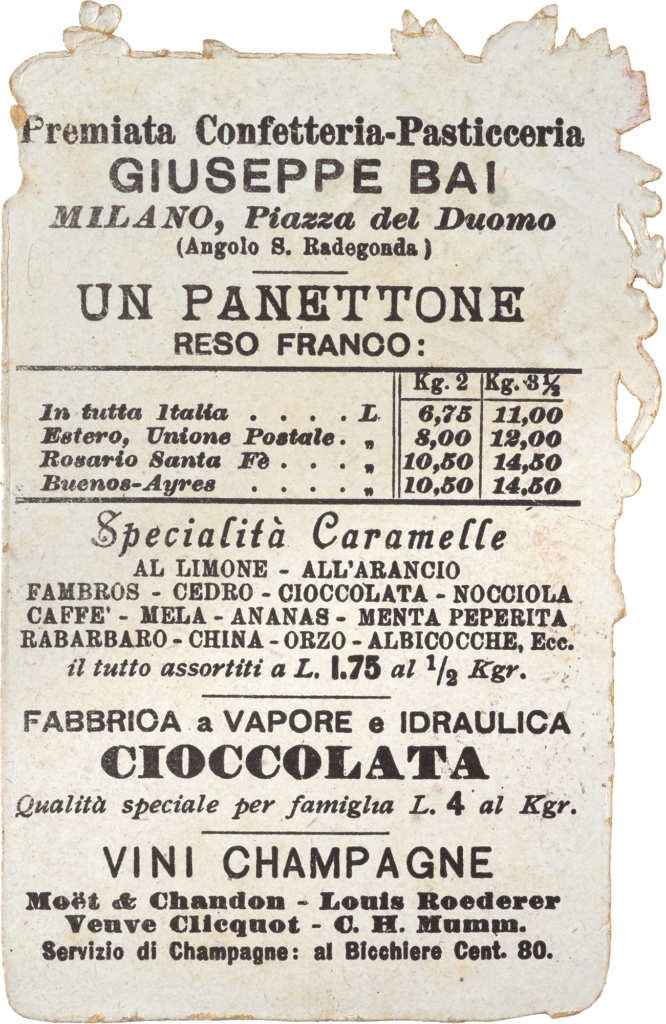 Premiata Confetteria-Pasticceria
GIUSEPPE BAI
MILANO, Piazza del Duomo
(Angolo S. Radegonda)
UN PANETTONE
RESO FRANCO:
Kg. 2 Kg. 3 ½
In tutta Italia . . . . L 6,75 11,00
Estero, Unione Postale. „ 8,00 12,00
Rosario Santa Fè . . . . „ 10,50 14,50
Buenos-Ayres . . . . . „ 10,50 14,50
Specialità Caramelle
AL LIMONE - ALL'ARANCIO
FAMBROS - CEDRO - CIOCCOLATA - NOCCIOLA
CAFFE' - MELA - ANANAS - MENTA PEPERITA
RABARBARO - CHINA - ORZO - ALBICOCCHE, Ecc.
il tutto assortiti a L. 1.75 al ½ Kgr.
FABBRICA a VAPORE e IDRAULICA
CIOCCOLATA
Qualità speciale per famiglia L. 4 al Kgr.
VINI CHAMPAGNE
Moët & Chandon - Louis Roederer
Veuve Clicquot - C. H. Mumm.
Servizio di Champagne: al Bicchiere Cent. 80.